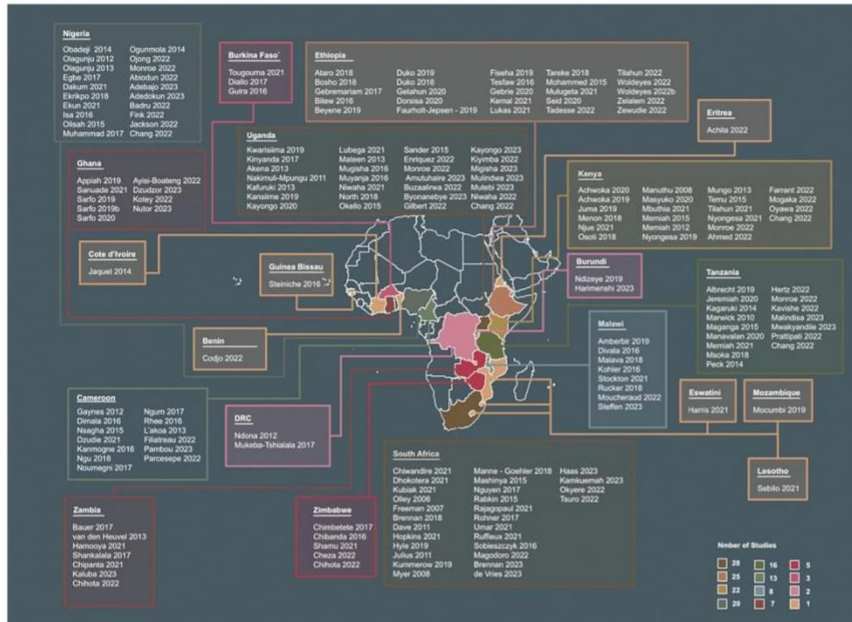 Nigeria
Obadeji 2014 Ogunmola 2014
Olagunju 2012 Ojong 2022
Olagunju 2013 Monroe 2022
Egbe 2017 Abiodun 2022
Dakum 2021 Adebajo 2023
Ekrikpo 2018 Adedokun 2023
Ekun 2021 Badru 2022
Isa 2016 Fink 2022
Olisah 2015 Jackson 2022
Muhammad 2017 Chang 2022
Burkina Faso'
Tougouma 2021
Diallo 2017
Guira 2016
Ethiopia
Ataro 2018 Duko 2019 Fiseha 2019 Tareke 2018 Tilahun 2022
Bosho 2018 Duko 2018 Tesfaw 2016 Mohammed 2015 Woldeyes 2022
Gebremariam 2017 Getahun 2020 Gebrie 2020 Mulugeta 2021 Woldeyes 2022b
Bitew 2016 Dorsisa 2020 Kemal 2021 Seid 2020 Zelalem 2022
Beyene 2019 Faurholt-Jepsen - 2019 Lukas 2021 Tadesse 2022 Zewudie 2022
Eritrea
Achila 2022
Uganda
Kwarisiima 2019 Lubega 2021 Sander 2015 Kayongo 2023
Kinyanda 2017 Mateen 2013 Enriquez 2022 Kiyimba 2022
Akena 2013 Mugisha 2016 Monroe 2022 Migisha 2023
Nakimuli-Mpungu 2011 Muyanja 2016 Amutuhaire 2023 Mulindwa 2023
Kafuruki 2013 Niwaha 2021 Buzaalirwa 2022 Mutebi 2023
Kansiime 2019 North 2018 Byonanebye 2023 Niwaha 2022
Kayongo 2020 Okello 2015 Gilbert 2022 Chang 2022
Ghana
Appiah 2019 Ayisi-Boateng 2022
Sanuade 2021 Dzudzor 2023
Sarfo 2019 Kotey 2022
Sarfo 2019b Nutor 2023
Sarfo 2020
Kenya
Achwoka 2020 Manuthu 2008 Mungo 2013 Farrant 2022
Achwoka 2019 Masyuko 2020 Temu 2015 Mogaka 2022
Juma 2019 Mbuthia 2021 Tilahun 2021 Oyawa 2022
Menon 2018 Memiah 2015 Nyongesa 2021 Chang 2022
Njue 2021 Memiah 2012 Monroe 2022
Osoti 2018 Nyongesa 2019 Ahmed 2022
Cote d'Ivoire
Jaquet 2014
Guinea Bissau
Steiniche 2016
Burundi
Ndizeye 2019
Harimenshi 2023
Tanzania
Albrecht 2019 Hertz 2022
Jeremiah 2020 Monroe 2022
Kagaruki 2014 Kavishe 2022
Marwick 2010 Malindisa 2023
Maganga 2015 Mwakyandile 2023
Manavalan 2020 Prattipati 2022
Memiah 2021 Chang 2022
Msoka 2018
Peck 2014
Benin
Codjo 2022
Malawi
Amberbir 2019
Divala 2016
Malava 2018
Kohler 2016
Stockton 2021
Rucker 2018
Moucheraud 2022
Steffen 2023
Cameroon
Gaynes 2012 Ngum 2017
Dimala 2016 Rhee 2016
Nsagha 2015 L'akoa 2013
Dzudie 2021 Filiatreau 2022
Kanmogne 2016 Pambou 2023
Ngu 2018 Parcesepe 2022
Noumegni 2017
DRC
Ndona 2012
Mukeba-Tshialala 2017
Eswatini
Harris 2021
Mozambique
Mocumbi 2019
Lesotho
Sebilo 2021
South Africa
Chiwandire 2021 Manne - Goehler 2018 Haas 2023
Dhokotera 2021 Mashinya 2015 Kamkuemah 2023
Kubiak 2021 Nguyen 2017 Okyere 2022
Olley 2006 Rabkin 2015 Tsuro 2022
Freeman 2007 Rajagopaul 2021
Brennan 2018 Rohner 2017
Dave 2011 Umar 2021
Hopkins 2021 Ruffieux 2021
Hyle 2019 Sobieszczyk 2016
Julius 2011 Magodoro 2022
Kummerow 2019 Brennan 2023
Myer 2008 de Vries 2023
Zambia
Bauer 2017
van den Heuvel 2013
Hamooya 2021
Shankalala 2017
Chipanta 2021
Kaluba 2023
Chihota 2022
Zimbabwe
Chimbetete 2017
Chibanda 2016
Shamu 2021
Cheza 2022
Chihota 2022
Nmber of Studies
28 16 5
25 13 3
22 8 2
20 7 1